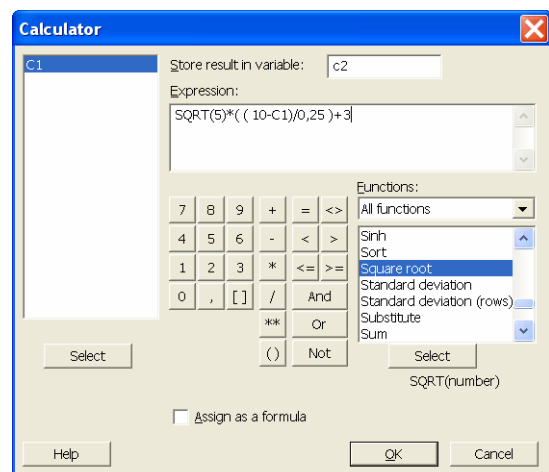 Calculator
C1
Store result in variable: c2
Expression:
SQRT(5)*( ( 10-C1)/0,25 )+3
Functions:
7 8 9 + = <> All functions
4 5 6 - < > Sinh
Sort
1 2 3 * <= >= Square root
Standard deviation
0 , [ ] / And Standard deviation (rows)
** Or Substitute
Sum
Select ( ) Not Select
SQRT(number)
Assign as a formula
Help OK Cancel